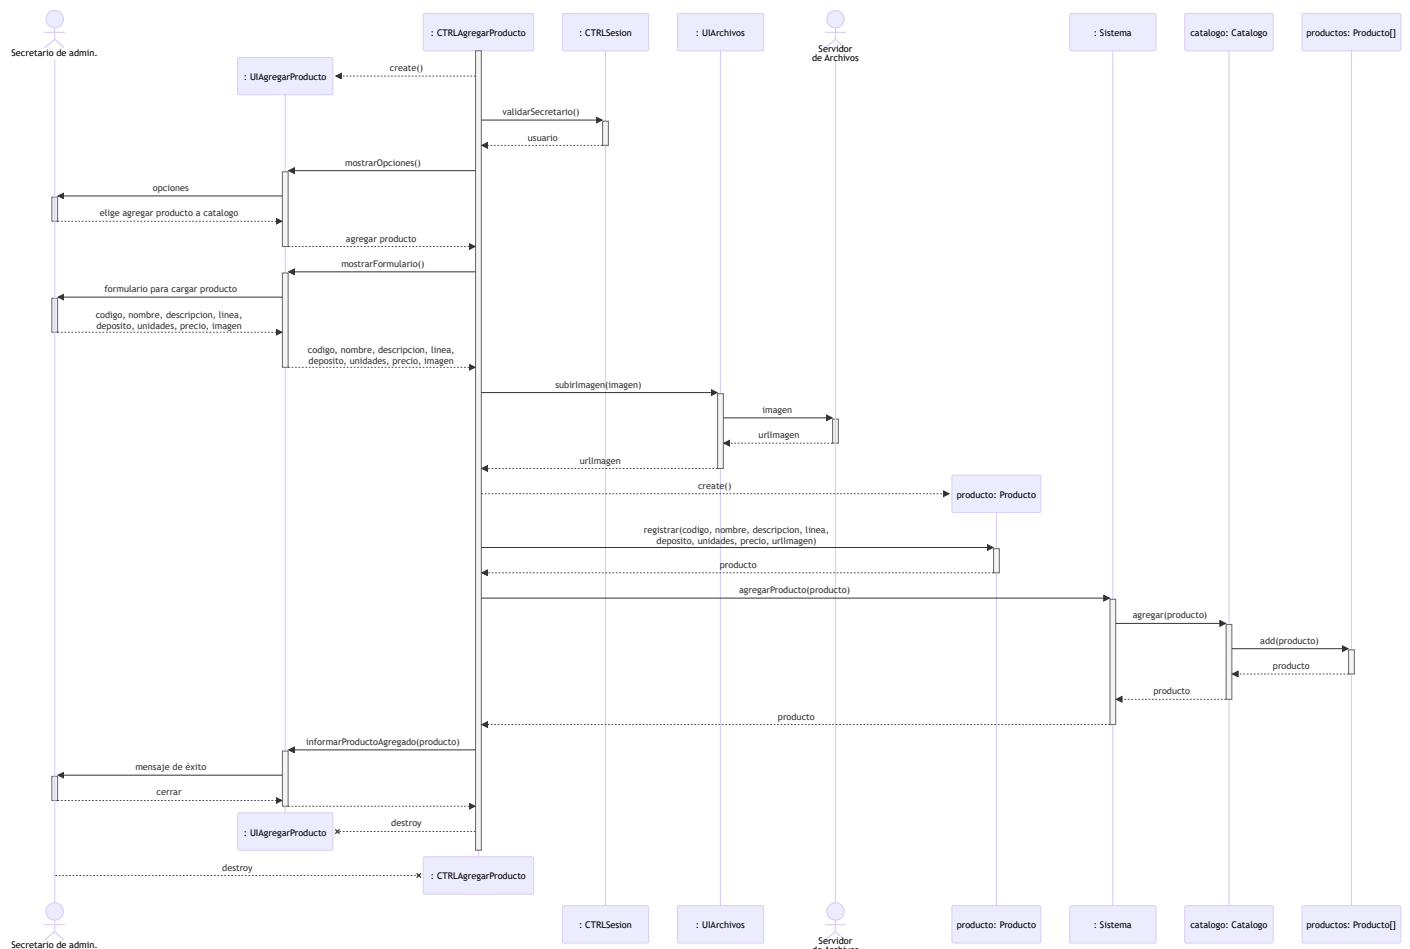 Secretario de admin.
: CTRLAgregarProducto
: CTRLSesion
: UIArchivos
Servidor
de Archivos
: Sistema
catalogo: Catalogo
productos: Producto[]
: UIAgregarProducto
create()
validarSecretario()
usuario
mostrarOpciones()
opciones
elige agregar producto a catalogo
agregar producto
mostrarFormulario()
formulario para cargar producto
codigo, nombre, descripcion, linea,
deposito, unidades, precio, imagen
codigo, nombre, descripcion, linea,
deposito, unidades, precio, imagen
subirImagen(imagen)
imagen
urlImagen
urlImagen
create()
producto: Producto
registrar(codigo, nombre, descripcion, linea,
deposito, unidades, precio, urlImagen)
producto
agregarProducto(producto)
agregar(producto)
add(producto)
producto
producto
producto
informarProductoAgregado(producto)
mensaje de éxito
cerrar
: UIAgregarProducto
destroy
destroy
: CTRLAgregarProducto
Secretario de admin.
: CTRLSesion
: UIArchivos
Servidor
de Archivos
producto: Producto
: Sistema
catalogo: Catalogo
productos: Producto[]